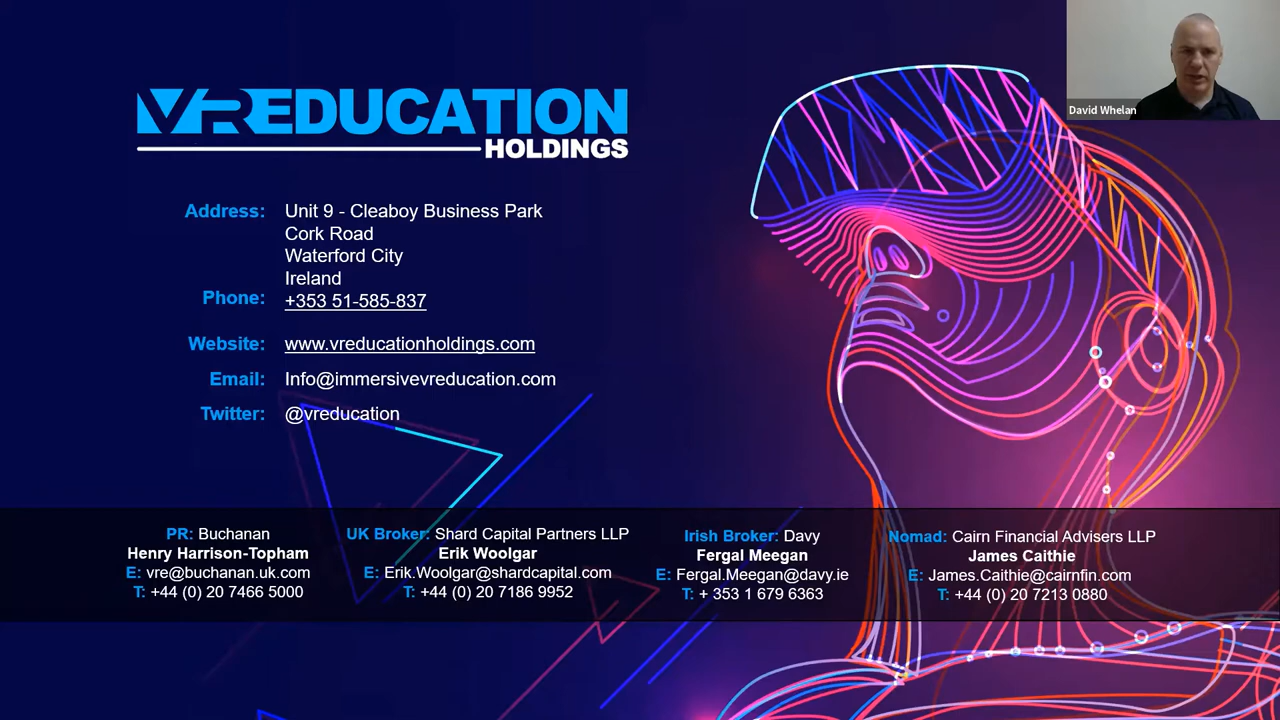 David Whelan
VREDUCATION
HOLDINGS
Address: Unit 9 - Cleaboy Business Park
Cork Road
Waterford City
Ireland
Phone: +353 51-585-837
Website: www.vreducationholdings.com
Email: Info@immersivevreducation.com
Twitter: @vreducation
PR: Buchanan
Henry Harrison-Topham
E: vre@buchanan.uk.com
T: +44 (0) 20 7466 5000
UK Broker: Shard Capital Partners LLP
Erik Woolgar
E: Erik.Woolgar@shardcapital.com
T: +44 (0) 20 7186 9952
Irish Broker: Davy
Fergal Meegan
E: Fergal.Meegan@davy.ie
T: + 353 1 679 6363
Nomad: Cairn Financial Advisers LLP
James Caithie
E: James.Caithie@cairnfin.com
T: +44 (0) 20 7213 0880